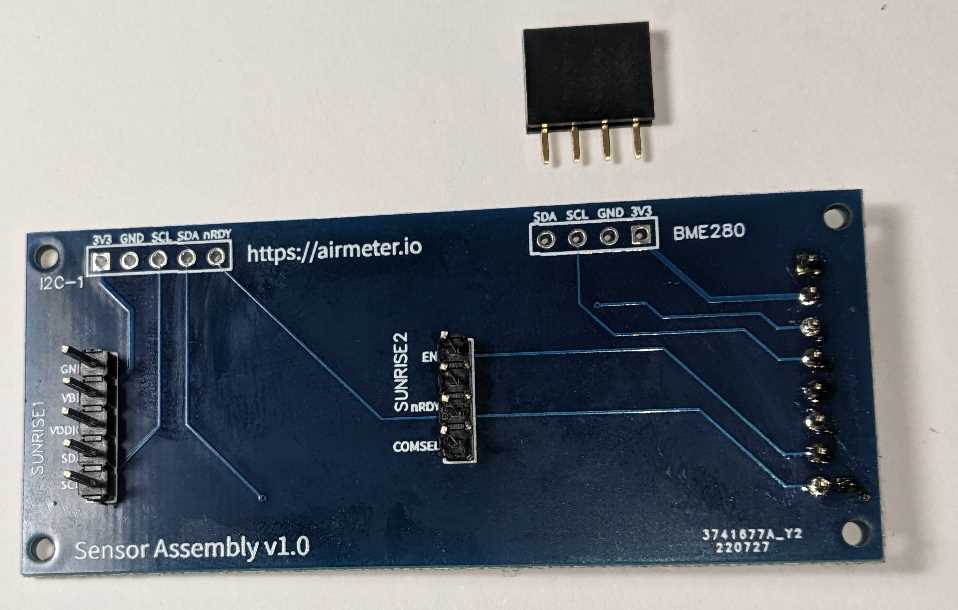 SDA SCL GND 3V3
BME280
3V3 GND SCL SDA nRDY
https://airmeter.io
I2C-1
SUNRISE1
SUNRISE2
EN
nRDY
COMSEL
Sensor Assembly v1.0
3741677A_Y2
220727